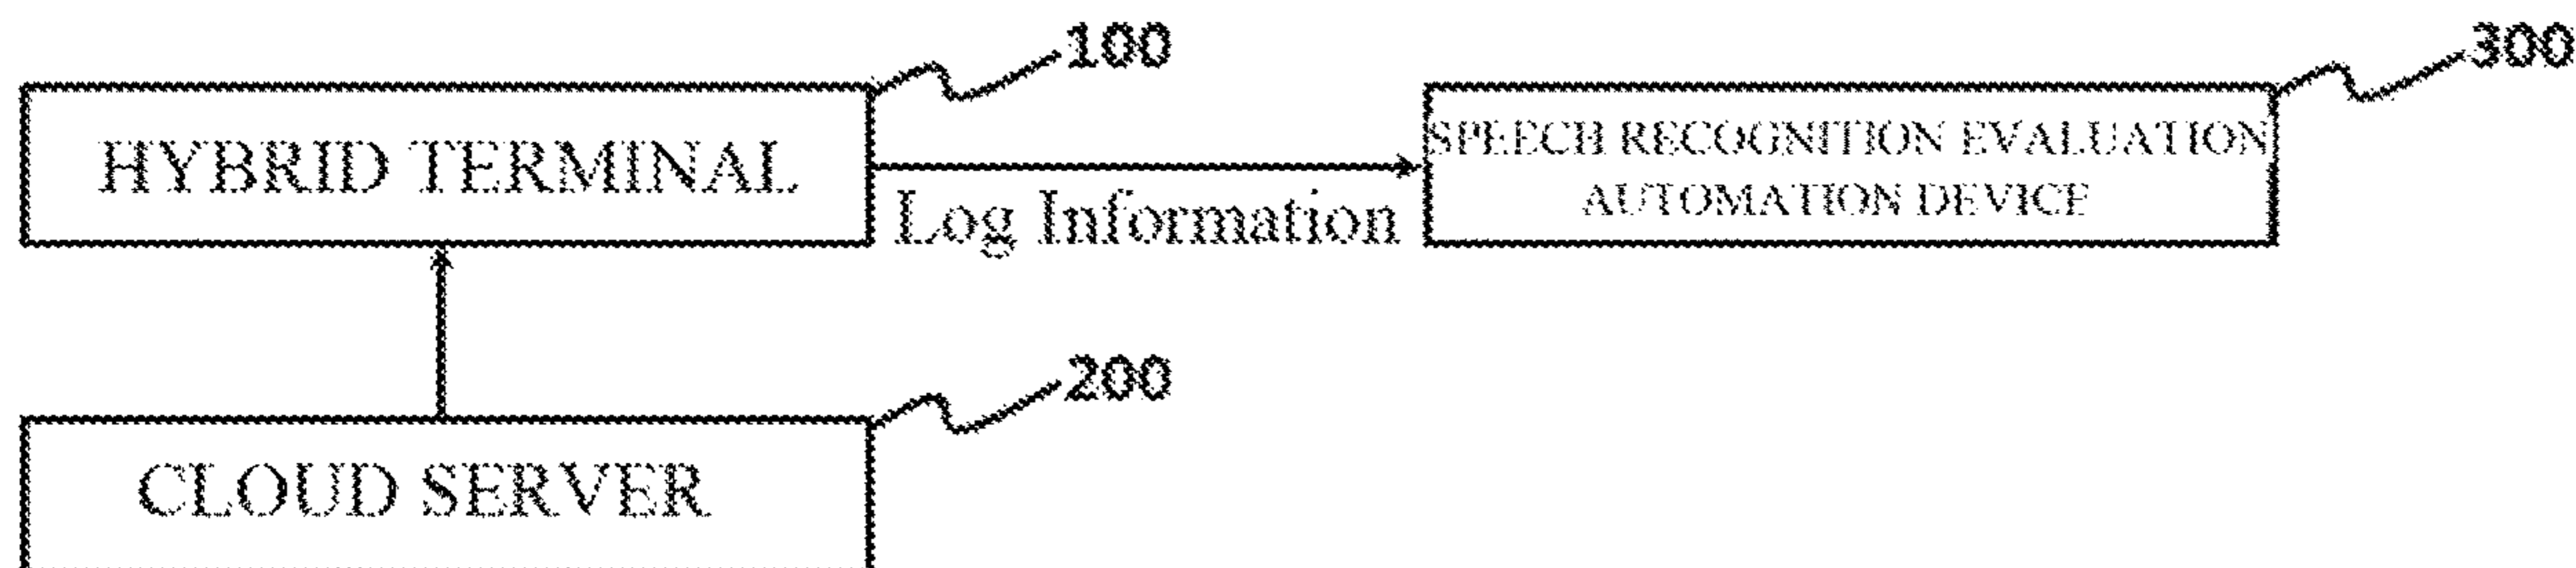 100
300
HYBRID TERMINAL
SPEECH RECOGNITION EVALUATION
AUTOMATION DEVICE
Log Information
200
CLOUD SERVER